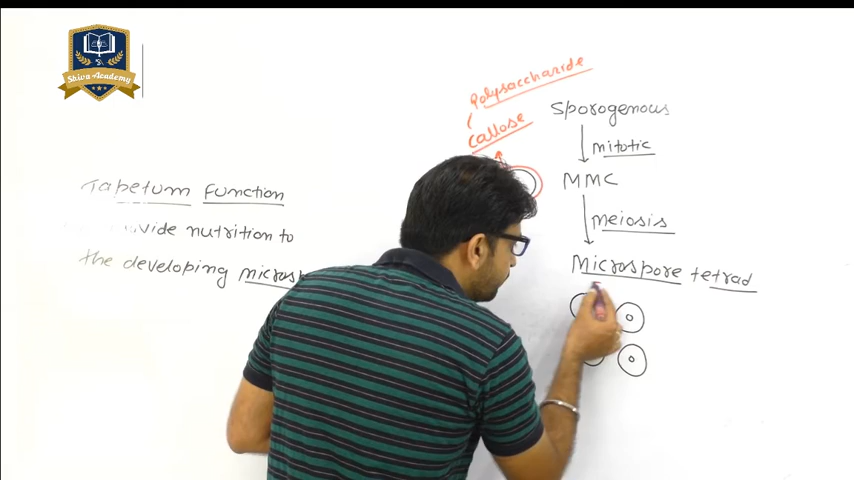 Shiva Academy
Polysaccharide
callose
Sporogenous
mitotic
MMC
meiosis
Microspore tetrad
Tapetum Function
nutrition to
the developing